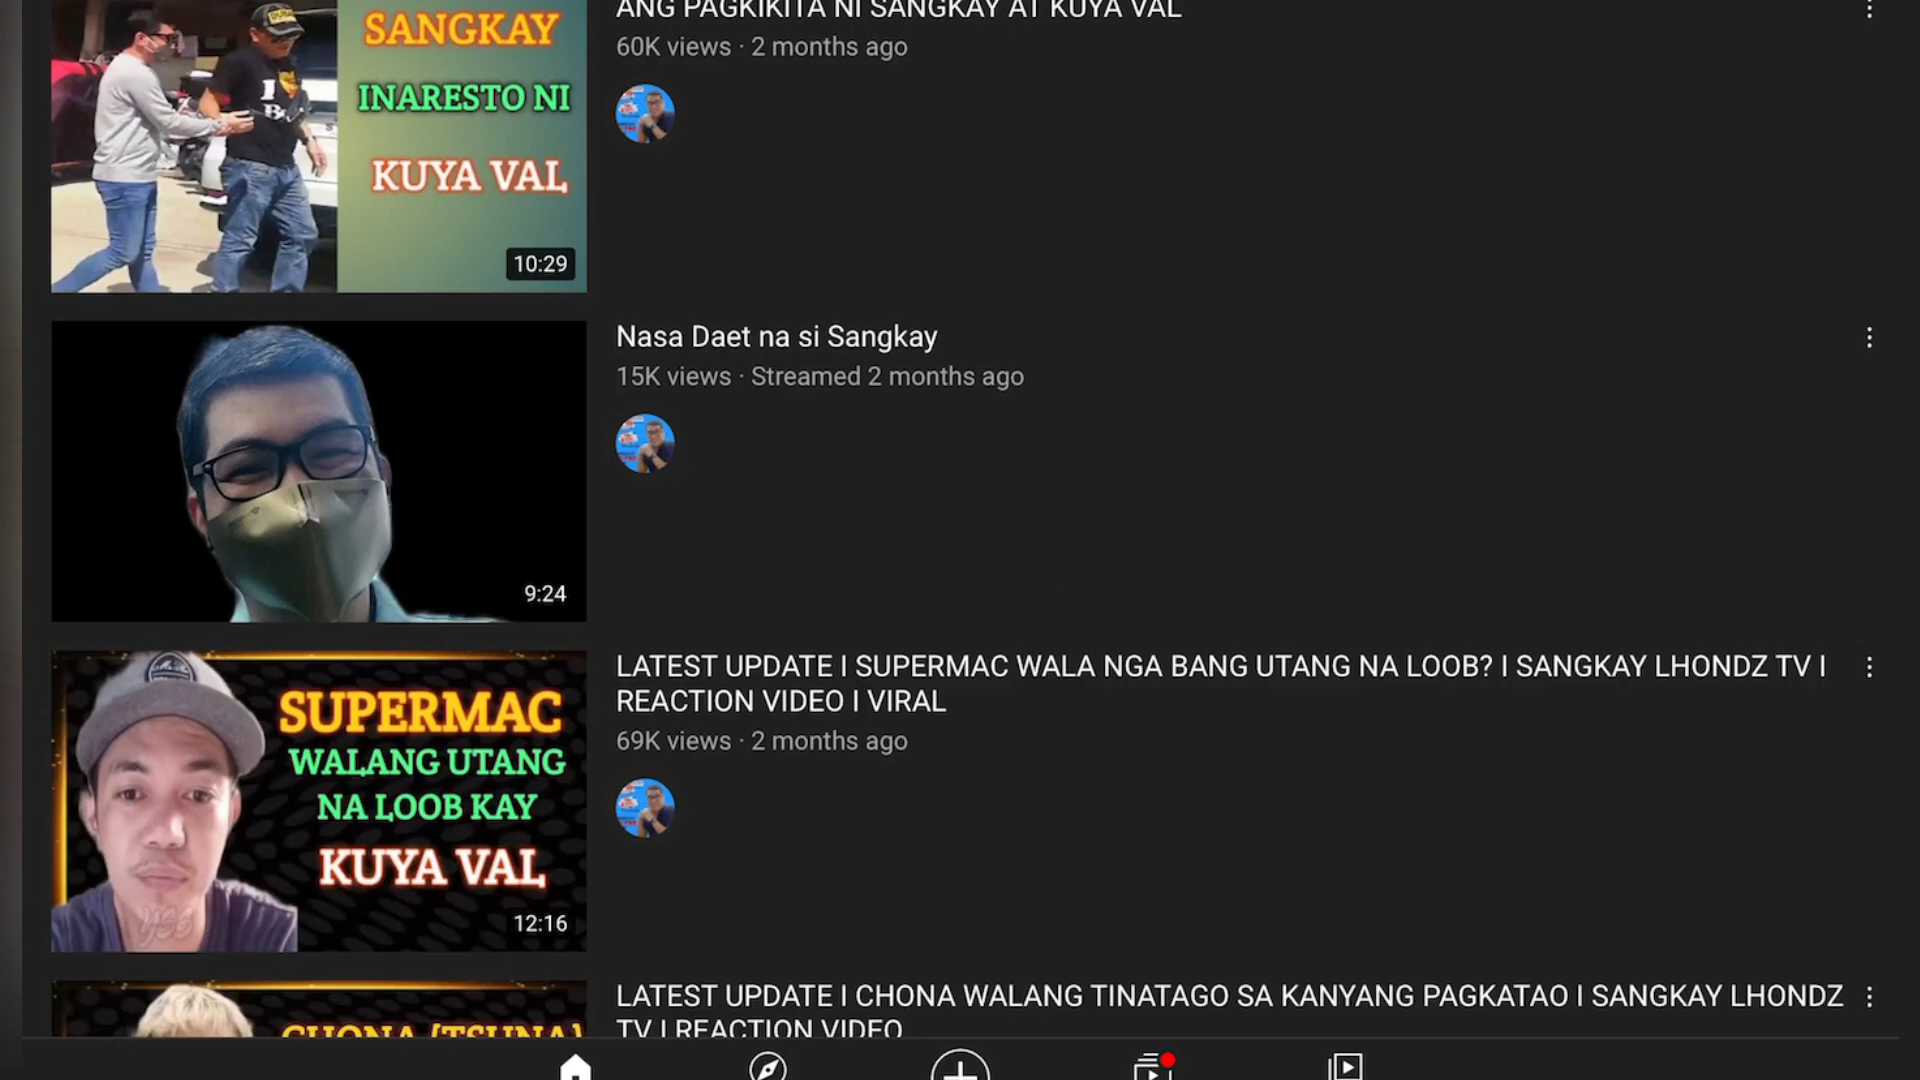 SANGKAY
INARESTO NI
KUYA VAL
10:29
ANG PAGKIKITA NI SANGKAY AT KUYA VAL
60K views · 2 months ago
9:24
Nasa Daet na si Sangkay
15K views · Streamed 2 months ago
SUPERMAC
WALANG UTANG
NA LOOB KAY
KUYA VAL
yes
12:16
LATEST UPDATE I SUPERMAC WALA NGA BANG UTANG NA LOOB? I SANGKAY LHONDZ TV I
REACTION VIDEO I VIRAL
69K views · 2 months ago
CHONA [TSUNA]
LATEST UPDATE I CHONA WALANG TINATAGO SA KANYANG PAGKATAO I SANGKAY LHONDZ
TV I REACTION VIDEO